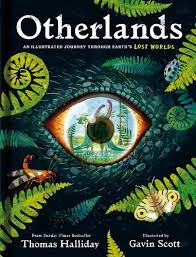 Otherlands
AN ILLUSTRATED JOURNEY THROUGH EARTH'S LOST WORLDS
From Sunday Times Bestseller
Thomas Halliday
Illustrated by
Gavin Scott